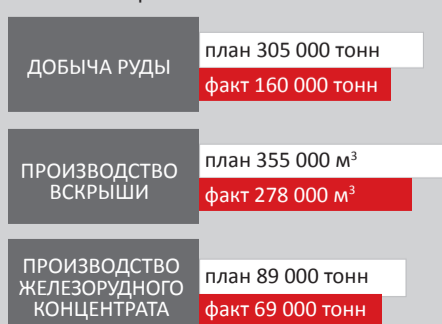 ДОБЫЧА РУДЫ
план 305 000 тонн
факт 160 000 тонн
ПРОИЗВОДСТВО
ВСКРЫШИ
план 355 000 м³
факт 278 000 м³
ПРОИЗВОДСТВО
ЖЕЛЕЗОРУДНОГО
КОНЦЕНТРАТА
план 89 000 тонн
факт 69 000 тонн